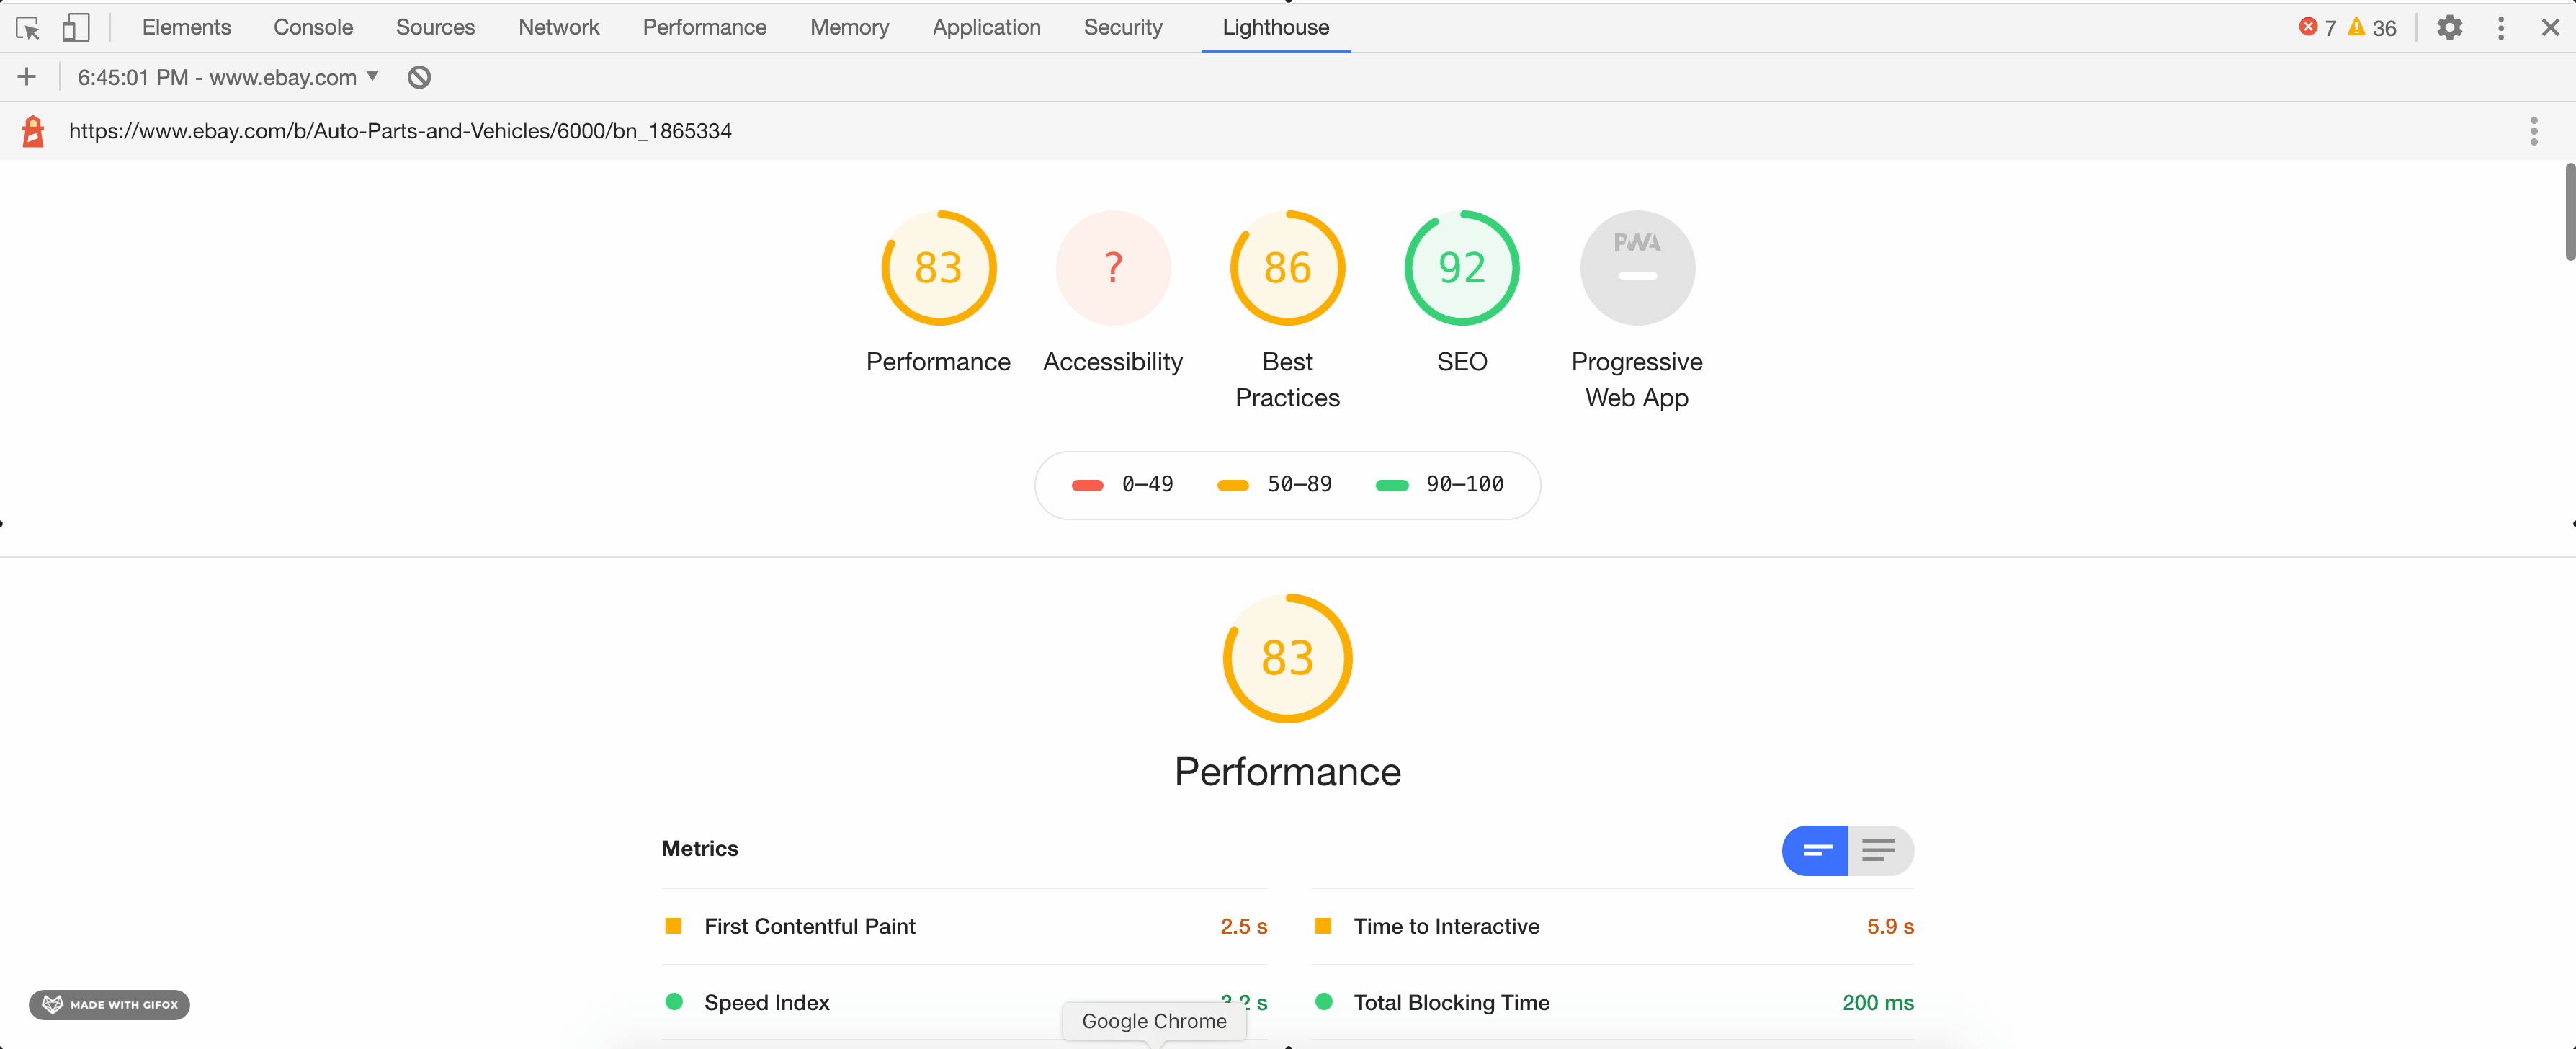 Elements Console Sources Network Performance Memory Application Security Lighthouse 7 36
+ 6:45:01 PM - www.ebay.com
https://www.ebay.com/b/Auto-Parts-and-Vehicles/6000/bn_1865334
83 ? 86 92 PWA
Performance Accessibility Best Practices SEO Progressive Web App
0–49 50–89 90–100
83
Performance
Metrics
First Contentful Paint 2.5 s Time to Interactive 5.9 s
Speed Index s Total Blocking Time 200 ms
Google Chrome
MADE WITH GIFOX